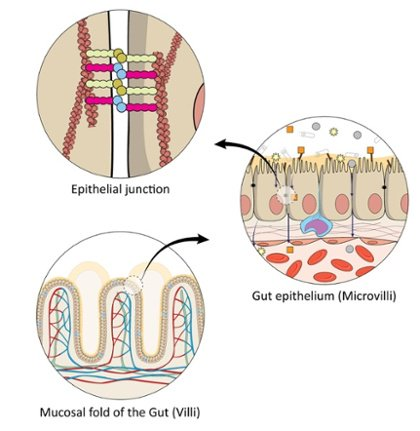 Epithelial junction
Gut epithelium (Microvilli)
Mucosal fold of the Gut (Villi)